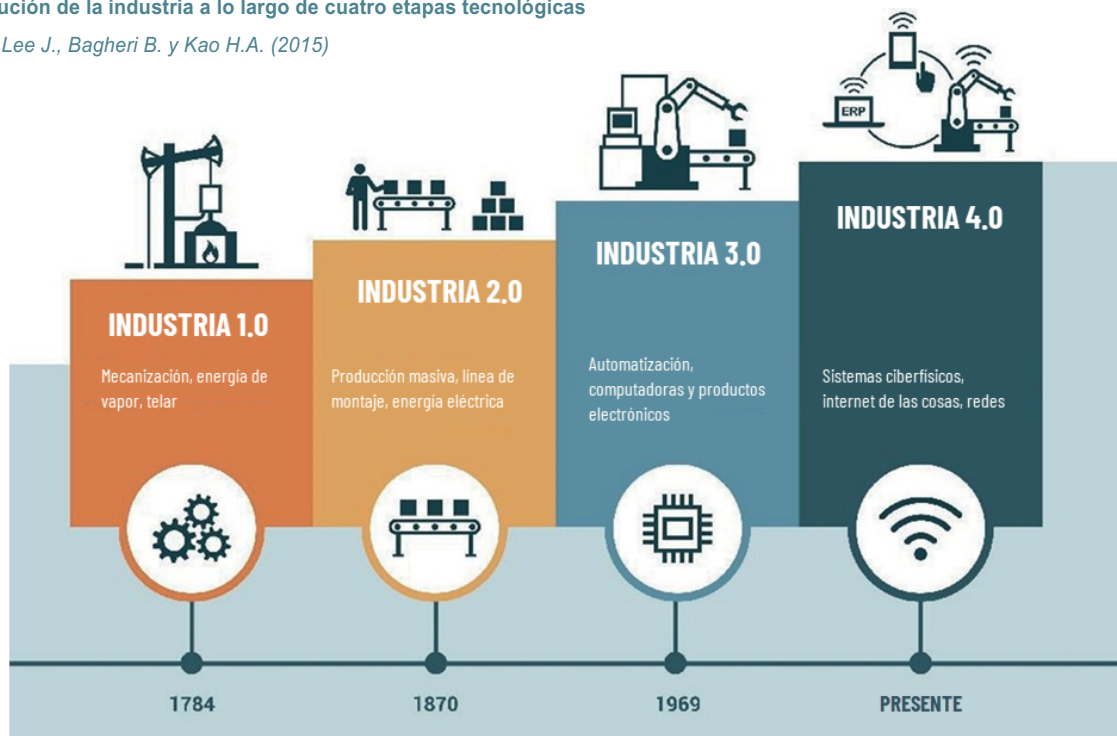 ución de la industria a lo largo de cuatro etapas tecnológicas
Lee J., Bagheri B. y Kao H.A. (2015)
ERP
INDUSTRIA 1.0
Mecanización, energía de
vapor, telar
INDUSTRIA 2.0
Producción masiva, línea de
montaje, energía eléctrica
INDUSTRIA 3.0
Automatización,
computadoras y productos
electrónicos
INDUSTRIA 4.0
Sistemas ciberfísicos,
internet de las cosas, redes
1784
1870
1969
PRESENTE